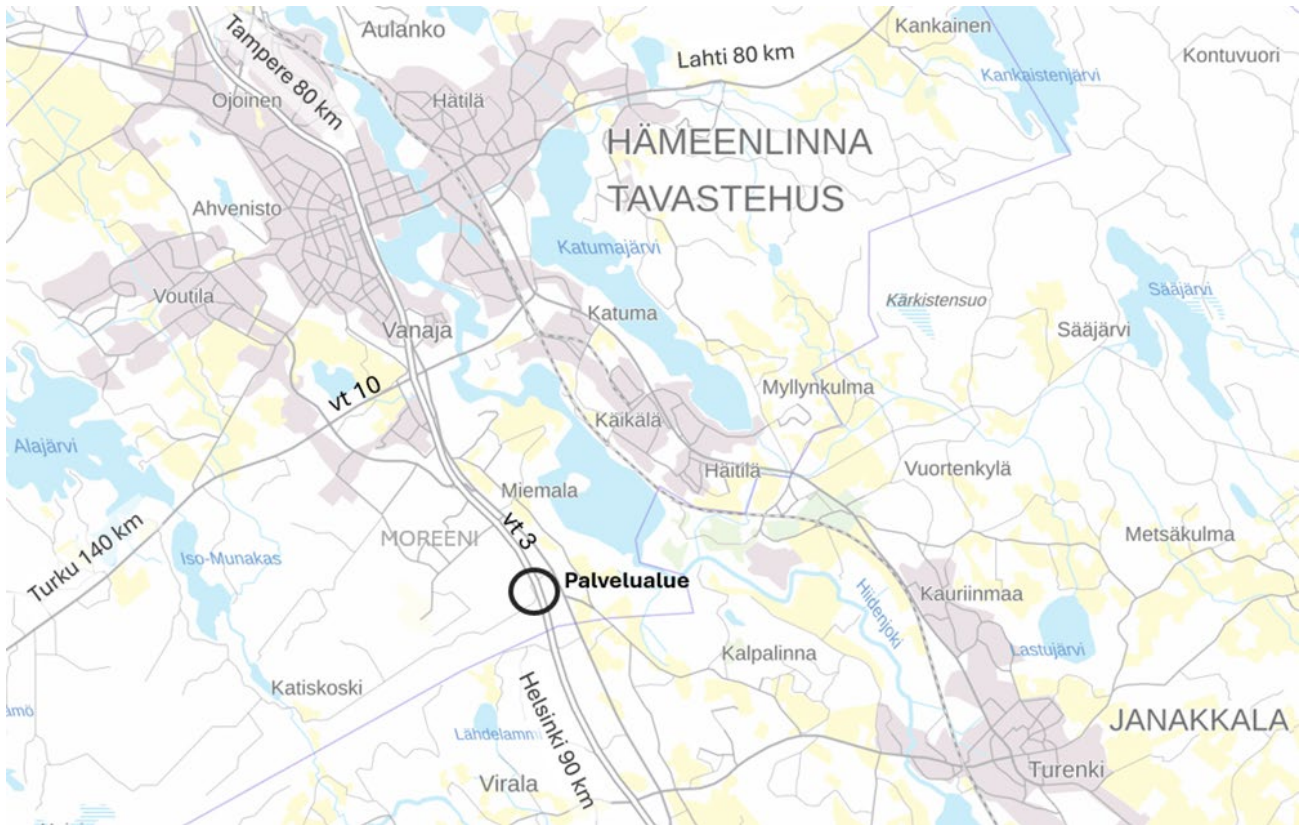 Aulanko
Kankainen
Tampere 80 km
Lahti 80 km
Kontuvuori
Kankaistenjärvi
Ojoinen
Hätilä
HÄMEENLINNA
TAVASTEHUS
Ahvenisto
Katumajärvi
Voutila
Kärkistensuo
Sääjärvi
Katuma
Vanaja
Sääjärvi
vt 10
Myllynkulma
Käikälä
Alajärvi
Hätilä
Vuortenkylä
Miemala
vt 3
Metsäkulma
MOREENI
Turku 140 km
Iso-Munakas
Palvelualue
Kauriinmaa
Hiidenjoki
Kalpalinna
Lastujärvi
Katiskoski
Helsinki 90 km
JANAKKALA
Lähdelammi
Turenki
Virala